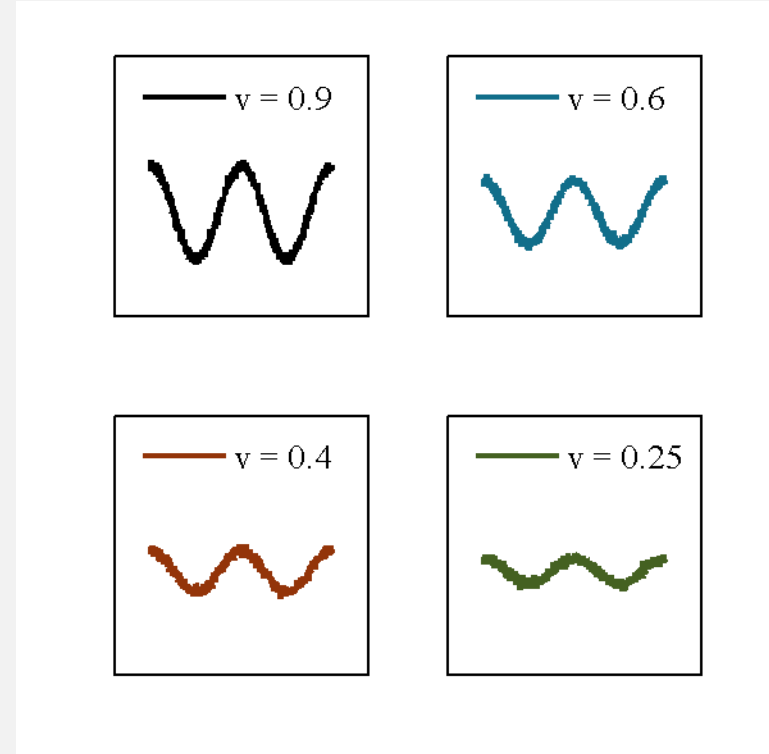 v = 0.9
v = 0.6
v = 0.4
v = 0.25